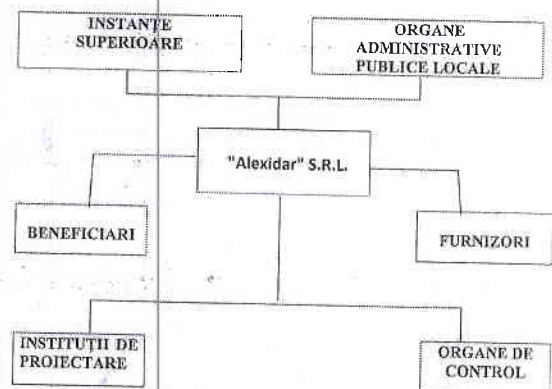 INSTANȚE
SUPERIOARE
ORGANE
ADMINISTRATIVE
PUBLICE LOCALE
"Alexidar" S.R.L.
BENEFICIARI
FURNIZORI
INSTITUȚII DE
PROIECTARE
ORGANE DE
CONTROL